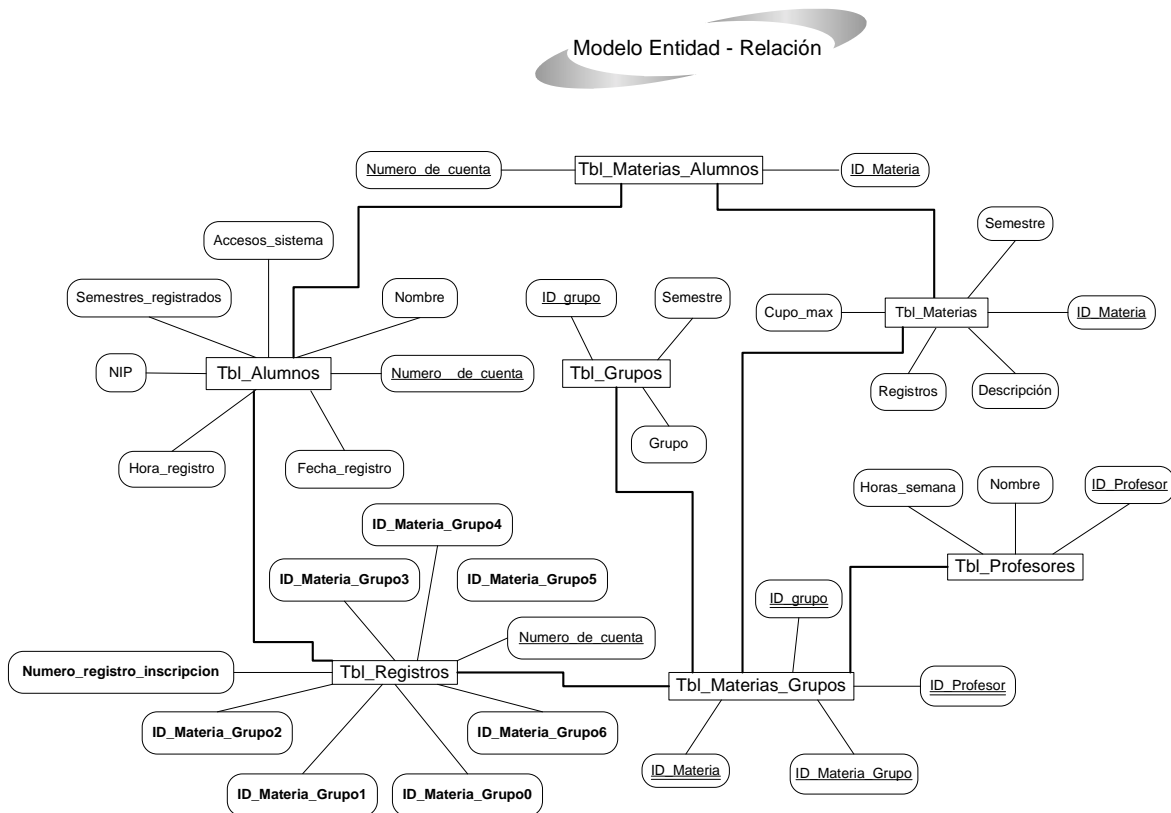 Modelo Entidad - Relación
Numero_de_cuenta
Tbl_Materias_Alumnos
ID_Materia
Accesos_sistema
Semestre
Semestres_registrados
Nombre
ID_grupo
Semestre
Cupo_max
Tbl_Materias
ID_Materia
NIP
Tbl_Alumnos
Numero__de_cuenta
Tbl_Grupos
Registros
Descripción
Hora_registro
Fecha_registro
Grupo
Horas_semana
Nombre
ID_Profesor
ID_Materia_Grupo4
ID_Materia_Grupo3
ID_Materia_Grupo5
Tbl_Profesores
ID_grupo
Numero_de_cuenta
Numero_registro_inscripcion
Tbl_Registros
Tbl_Materias_Grupos
ID_Profesor
ID_Materia_Grupo2
ID_Materia_Grupo6
ID_Materia
ID_Materia_Grupo
ID_Materia_Grupo1
ID_Materia_Grupo0